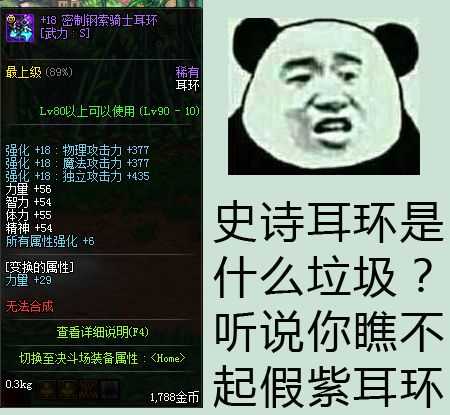 +18 密制钢索骑士耳环
[武力：S]
最上级 (89%)
稀有
耳环
Lv80以上可以使用 (Lv90 - 10)
强化 +18 : 物理攻击力 +377
强化 +18 : 魔法攻击力 +377
强化 +18 : 独立攻击力 +435
力量 +56
智力 +54
体力 +55
精神 +54
所有属性强化 +6
[变换的属性]
力量 +29
无法合成
查看详细说明(F4)
切换至决斗场装备属性 : <Home>
0.3kg
1,788金币
史诗耳环是
什么垃圾？
听说你瞧不
起假紫耳环